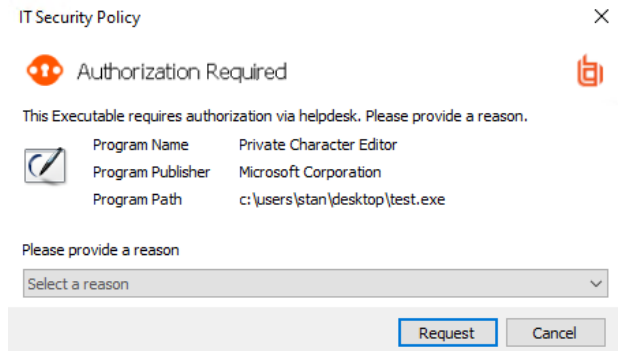 IT Security Policy
Authorization Required
This Executable requires authorization via helpdesk. Please provide a reason.
Program Name Private Character Editor
Program Publisher Microsoft Corporation
Program Path c:\users\stan\desktop\test.exe
Please provide a reason
Select a reason
Request Cancel